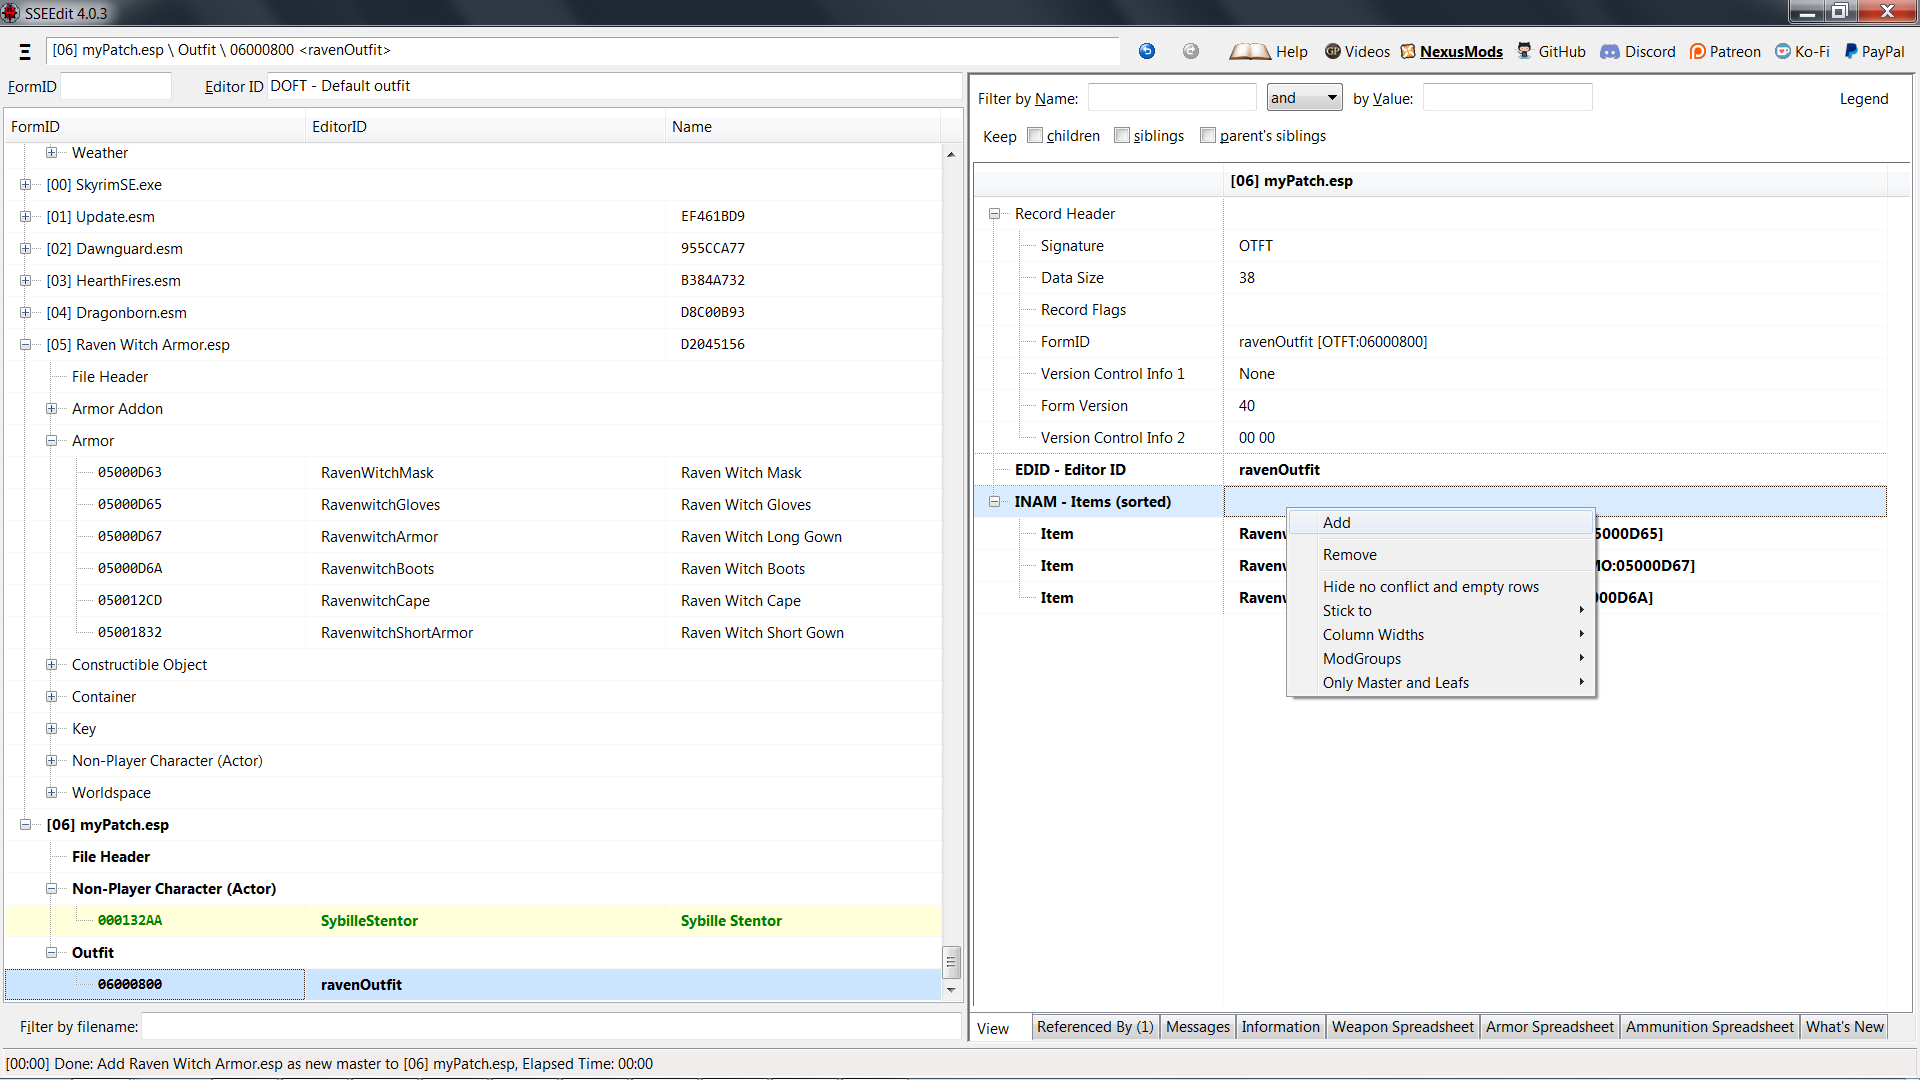 SSEEdit 4.0.3
[06] myPatch.esp \ Outfit \ 06000800 <ravenOutfit>
Help Videos NexusMods GitHub Discord Patreon Ko-Fi PayPal
FormID Editor ID DOFT - Default outfit
FormID EditorID Name
Weather
[00] SkyrimSE.exe
[01] Update.esm EF461BD9
[02] Dawnguard.esm 955CCA77
[03] HearthFires.esm B384A732
[04] Dragonborn.esm D8C00B93
[05] Raven Witch Armor.esp D2045156
File Header
Armor Addon
Armor
05000D63 RavenWitchMask Raven Witch Mask
05000D65 RavenwitchGloves Raven Witch Gloves
05000D67 RavenwitchArmor Raven Witch Long Gown
05000D6A RavenwitchBoots Raven Witch Boots
050012CD RavenwitchCape Raven Witch Cape
05001832 RavenwitchShortArmor Raven Witch Short Gown
Constructible Object
Container
Key
Non-Player Character (Actor)
Worldspace
[06] myPatch.esp
File Header
Non-Player Character (Actor)
000132AA SybilleStentor Sybille Stentor
Outfit
06000800 ravenOutfit
Filter by filename:
Filter by Name: and by Value: Legend
Keep children siblings parent's siblings
[06] myPatch.esp
Record Header
Signature OTFT
Data Size 38
Record Flags
FormID ravenOutfit [OTFT:06000800]
Version Control Info 1 None
Form Version 40
Version Control Info 2 00 00
EDID - Editor ID ravenOutfit
INAM - Items (sorted)
Item Raven 5000D65]
Item Raven MO:05000D67]
Item Raven 00D6A]
Add
Remove
Hide no conflict and empty rows
Stick to
Column Widths
ModGroups
Only Master and Leafs
View Referenced By (1) Messages Information Weapon Spreadsheet Armor Spreadsheet Ammunition Spreadsheet What's New
[00:00] Done: Add Raven Witch Armor.esp as new master to [06] myPatch.esp, Elapsed Time: 00:00